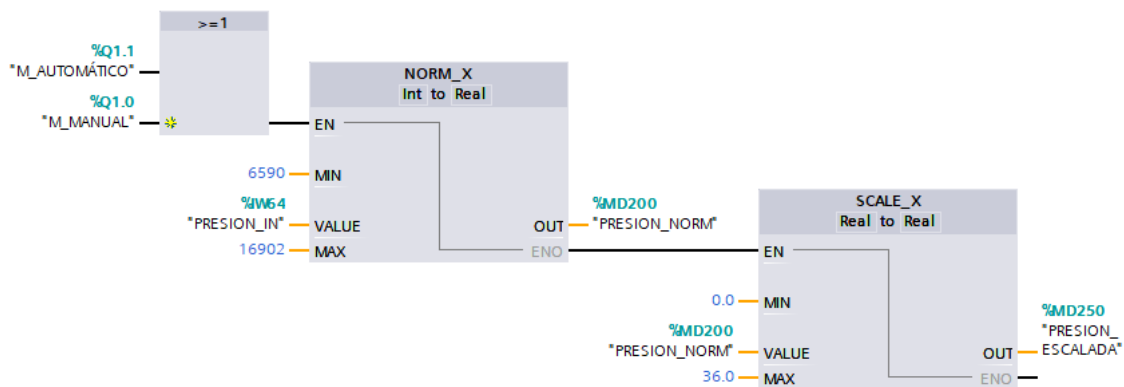 >=1
%Q1.1
"M_AUTOMÁTICO"
%Q1.0
"M_MANUAL"
NORM_X
Int to Real
EN
6590
MIN
%IW64
"PRESION_IN"
VALUE
16902
MAX
%MD200
"PRESION_NORM"
OUT
ENO
SCALE_X
Real to Real
EN
0.0
MIN
%MD200
"PRESION_NORM"
VALUE
36.0
MAX
%MD250
"PRESION_
ESCALADA"
OUT
ENO